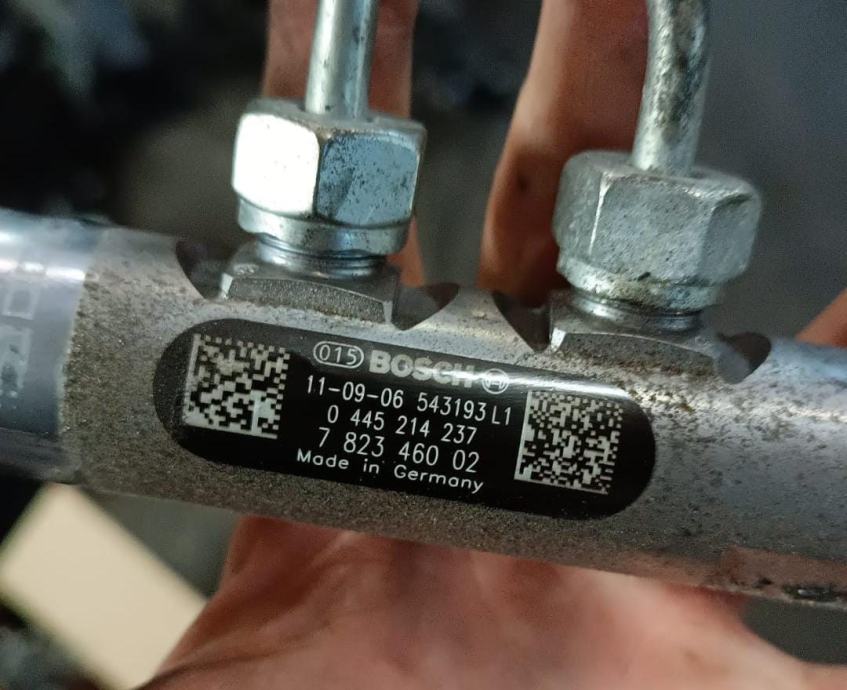 015 BOSCH
11-09-06 543193 L1
0 445 214 237
7 823 460 02
Made in Germany